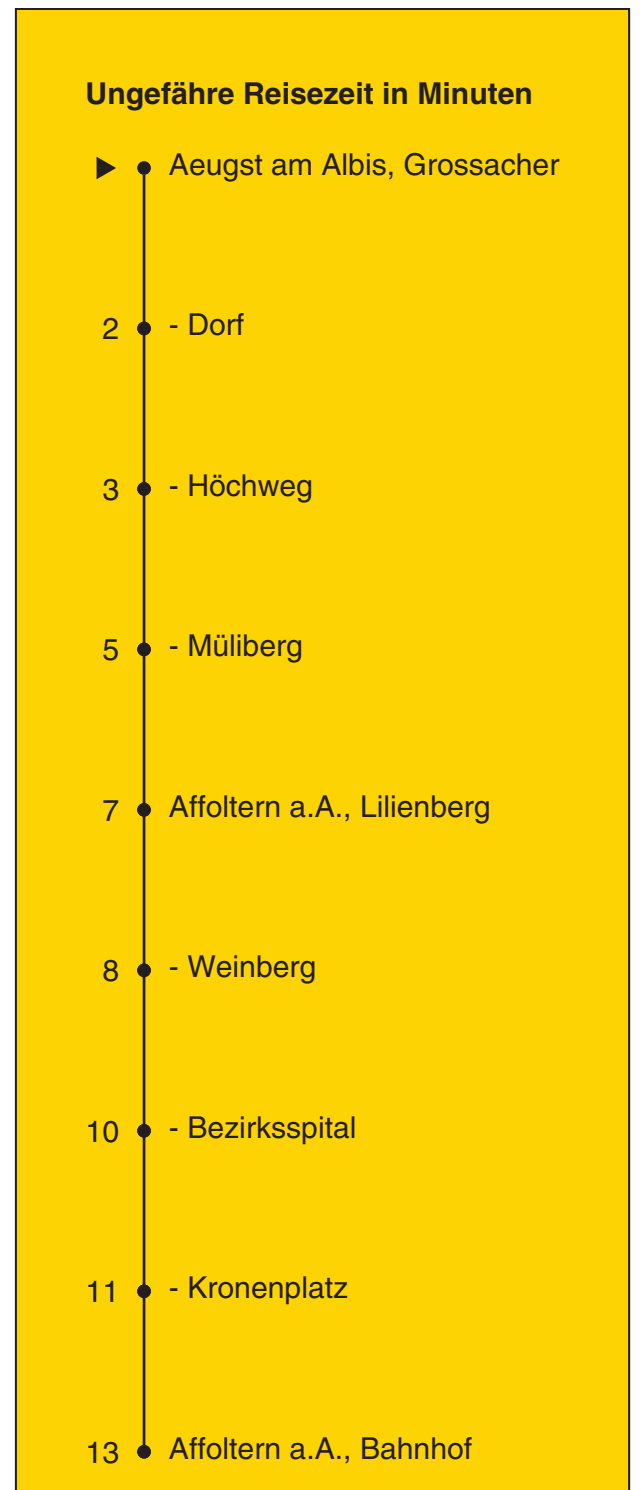 Ungefähre Reisezeit in Minuten
Aeugst am Albis, Grossacher
2 - Dorf
3 - Höchweg
5 - Müliberg
7 Affoltern a.A., Lilienberg
8 - Weinberg
10 - Bezirksspital
11 - Kronenplatz
13 Affoltern a.A., Bahnhof